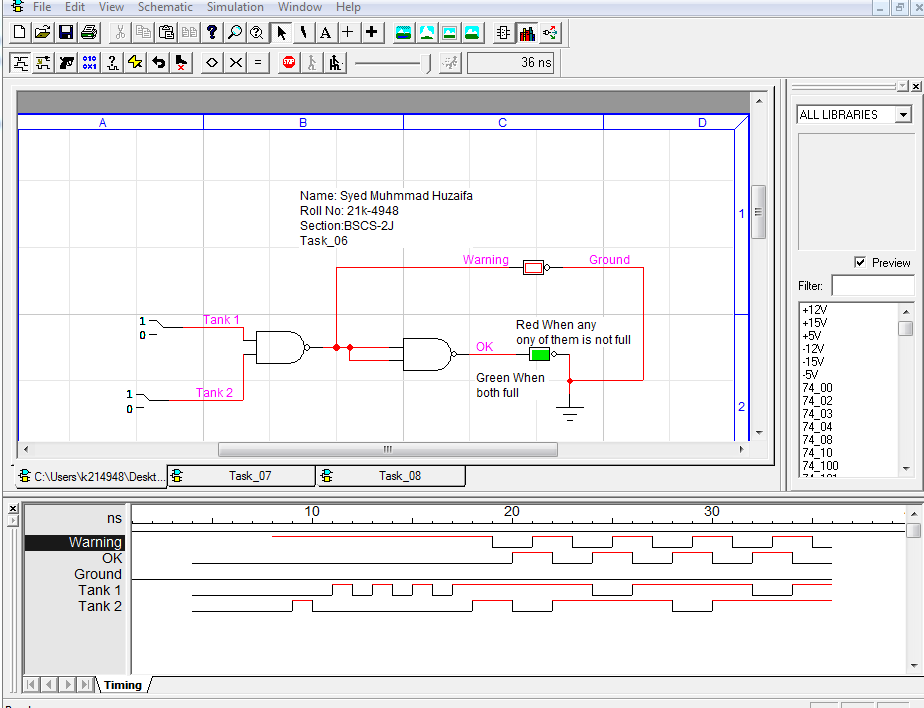 File Edit View Schematic Simulation Window Help
36 ns
ALL LIBRARIES
A B C D
Name: Syed Muhmmad Huzaifa
Roll No: 21k-4948
Section:BSCS-2J
Task_06
1
Warning Ground
Preview
Filter:
1 Tank 1
0
Red When any
ony of them is not full
OK
Green When
both full
1 Tank 2
0
2
+12V
+15V
+5V
-12V
-15V
-5V
74_00
74_02
74_03
74_04
74_08
74_10
74_100
C:\Users\k214948\Deskt... Task_07 Task_08
ns 10 20 30
Warning
OK
Ground
Tank 1
Tank 2
Timing